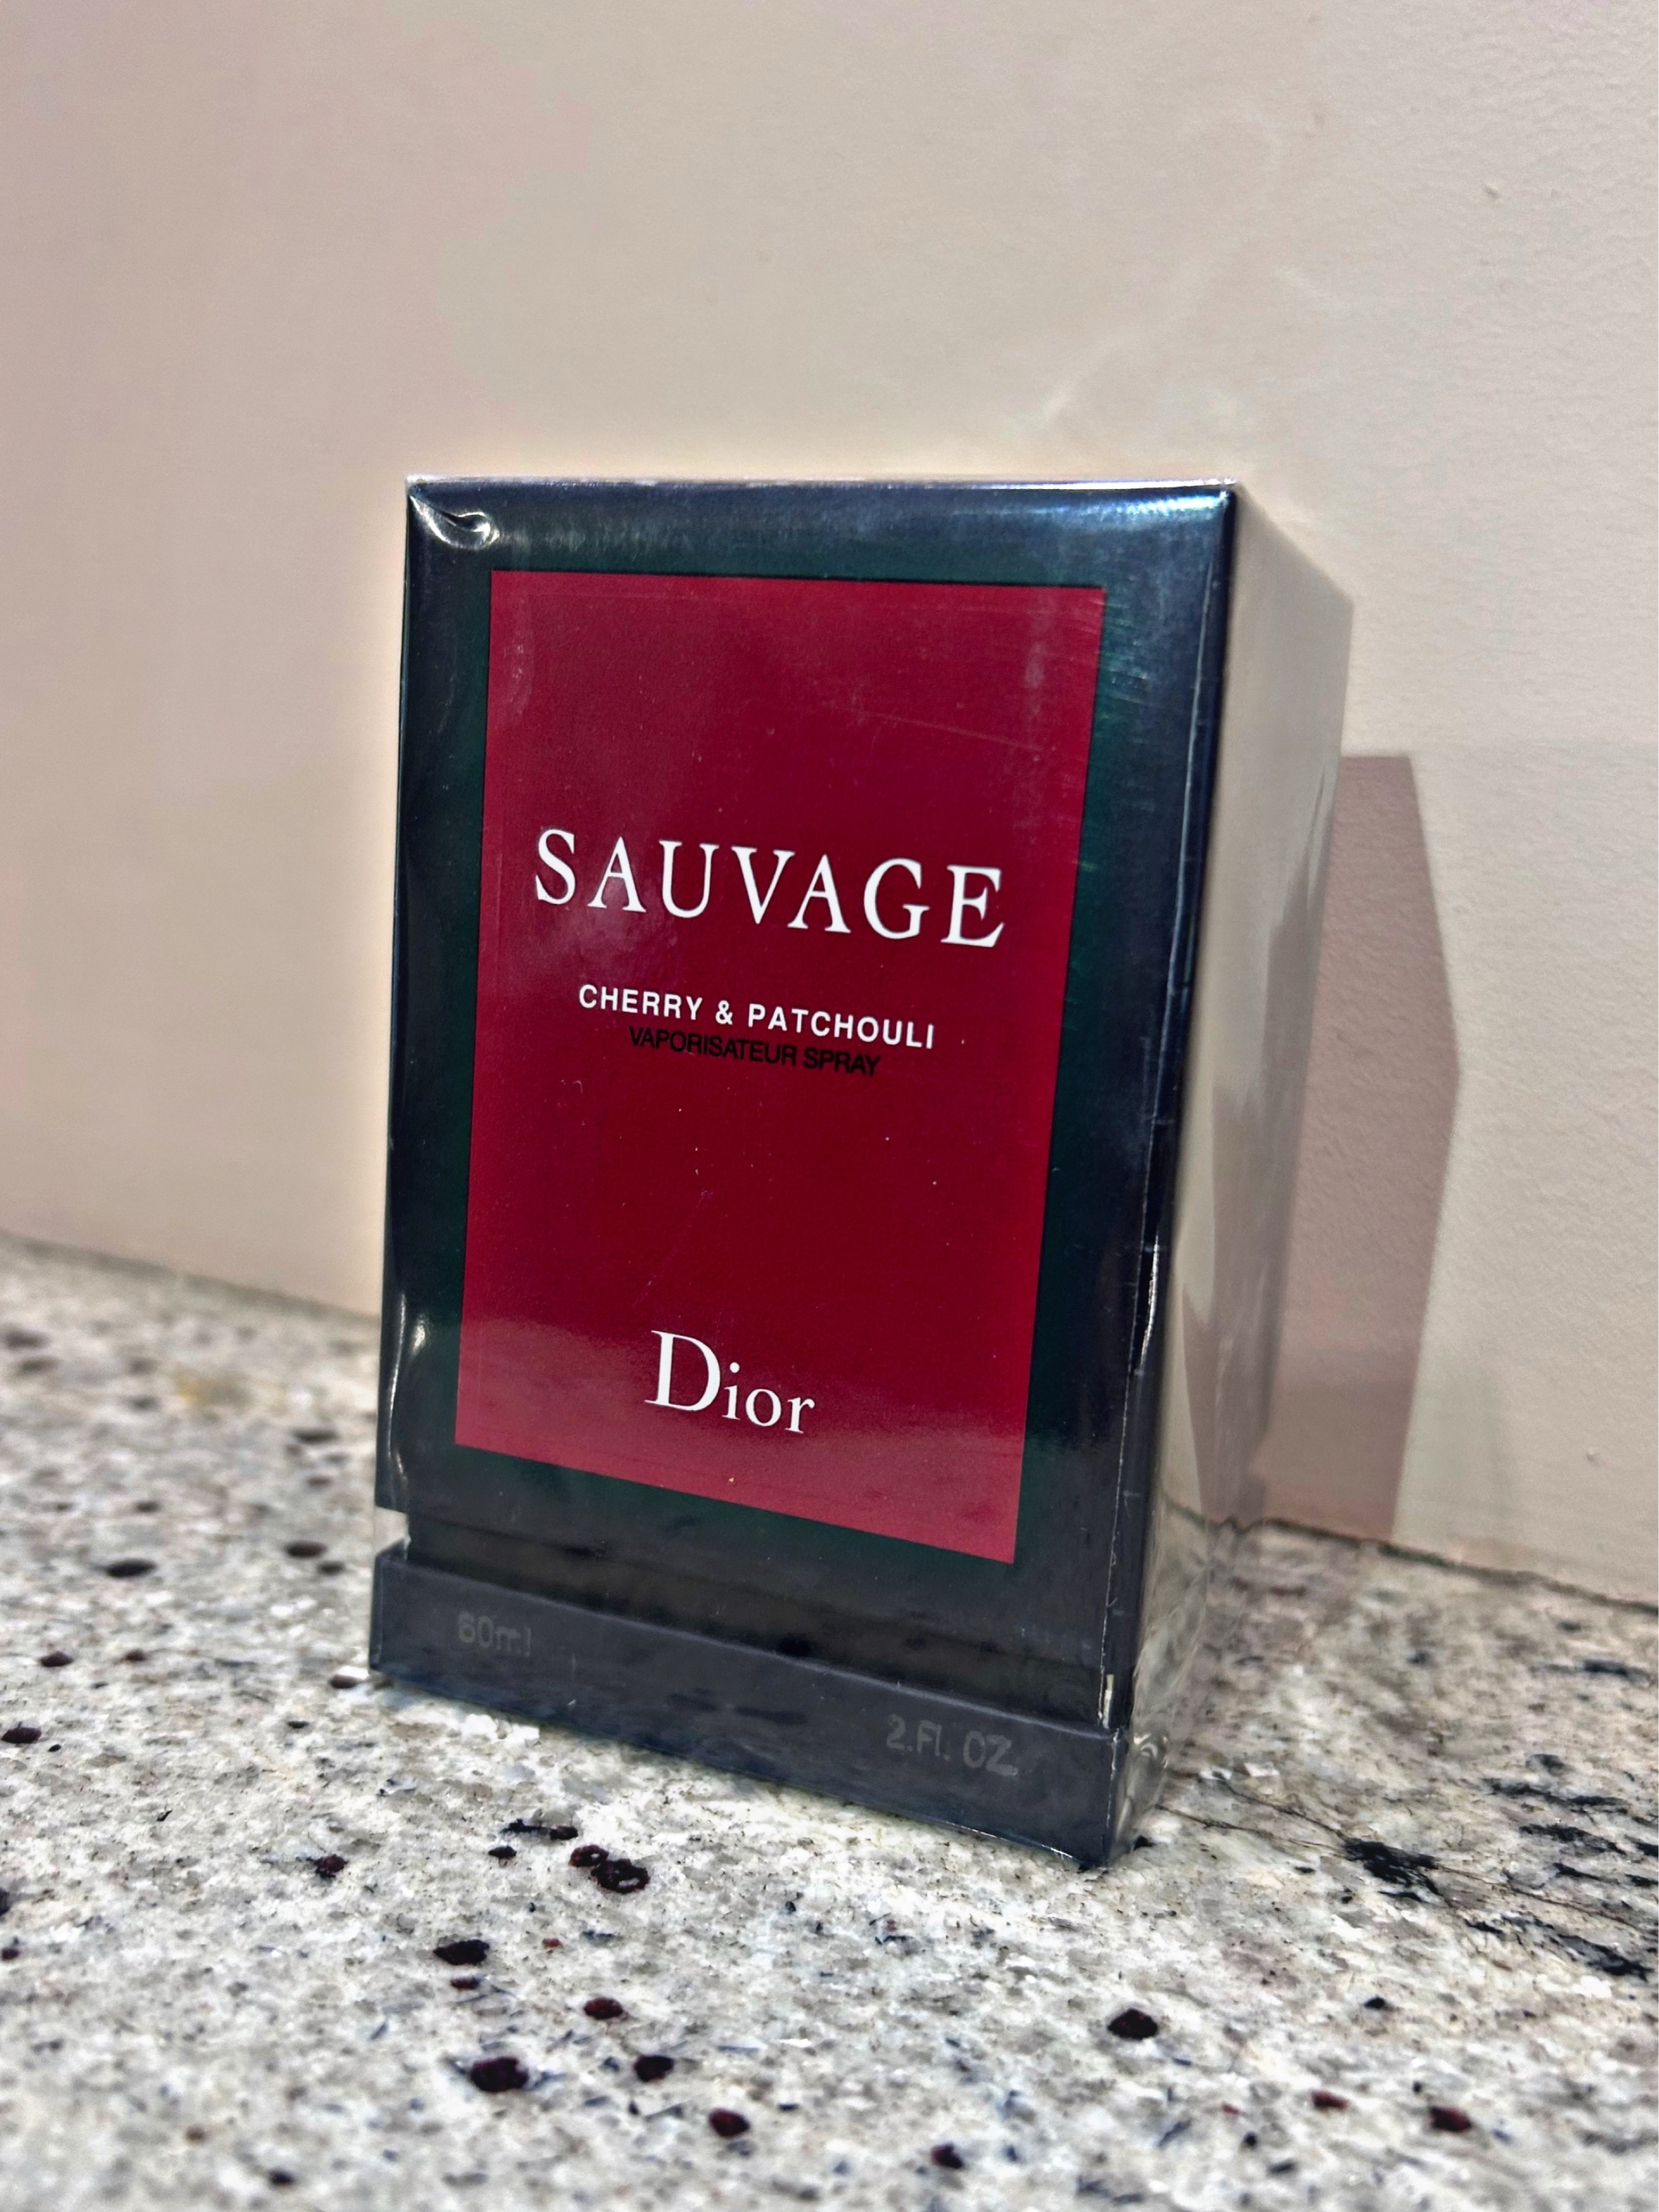 SAUVAGE
CHERRY & PATCHOULI
VAPORISATEUR SPRAY
Dior
60ml
2.Fl. OZ.